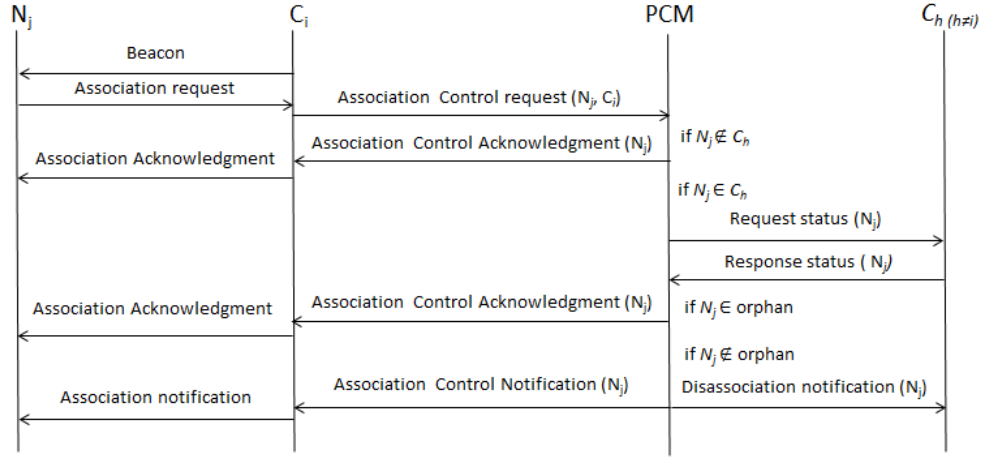 Nj Ci PCM Ch (h≠i)
Beacon
Association request
Association Control request (Nj, Ci)
if Nj ∉ Ch
Association Control Acknowledgment (Nj)
Association Acknowledgment
if Nj ∈ Ch
Request status (Nj)
Response status ( Nj)
Association Control Acknowledgment (Nj)
if Nj ∈ orphan
Association Acknowledgment
if Nj ∉ orphan
Association Control Notification (Nj)
Disassociation notification (Nj)
Association notification